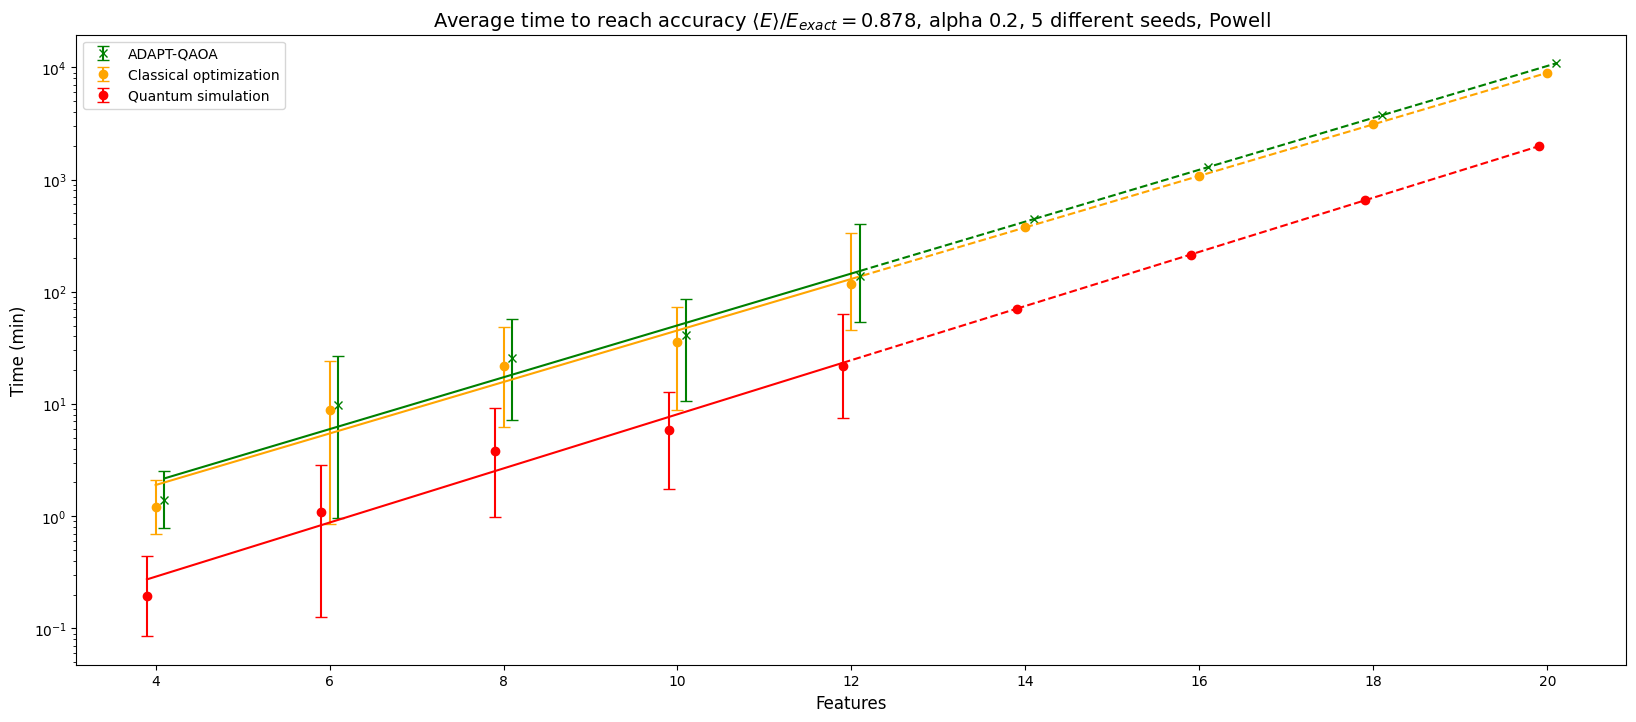 Average time to reach accuracy ⟨E⟩/E_exact = 0.878, alpha 0.2, 5 different seeds, Powell
ADAPT-QAOA
Classical optimization
Quantum simulation
Time (min)
10^4
10^3
10^2
10^1
10^0
10^-1
4 6 8 10 12 14 16 18 20
Features